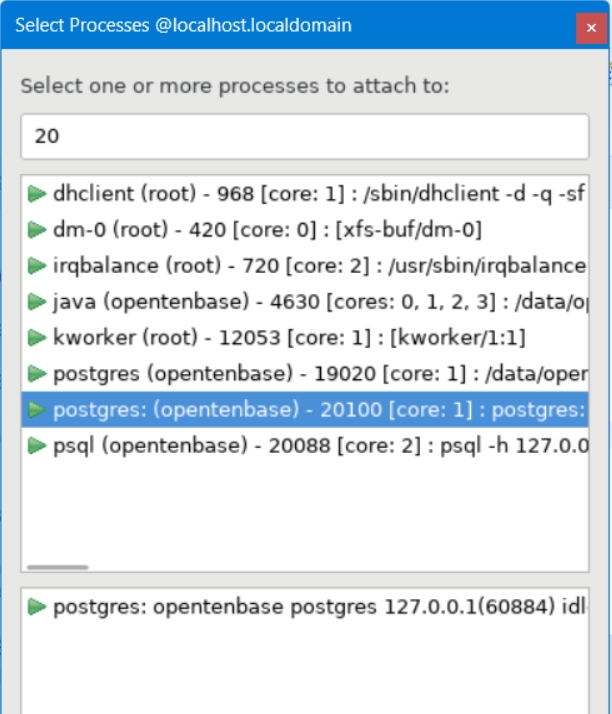 Select Processes @localhost.localdomain
Select one or more processes to attach to:
20
dhclient (root) - 968 [core: 1] : /sbin/dhclient -d -q -sf
dm-0 (root) - 420 [core: 0] : [xfs-buf/dm-0]
irqbalance (root) - 720 [core: 2] : /usr/sbin/irqbalance
java (opentenbase) - 4630 [cores: 0, 1, 2, 3] : /data/o
kworker (root) - 12053 [core: 1] : [kworker/1:1]
postgres (opentenbase) - 19020 [core: 1] : /data/oper
postgres: (opentenbase) - 20100 [core: 1] : postgres:
psql (opentenbase) - 20088 [core: 2] : psql -h 127.0.0
postgres: opentenbase postgres 127.0.0.1(60884) idl